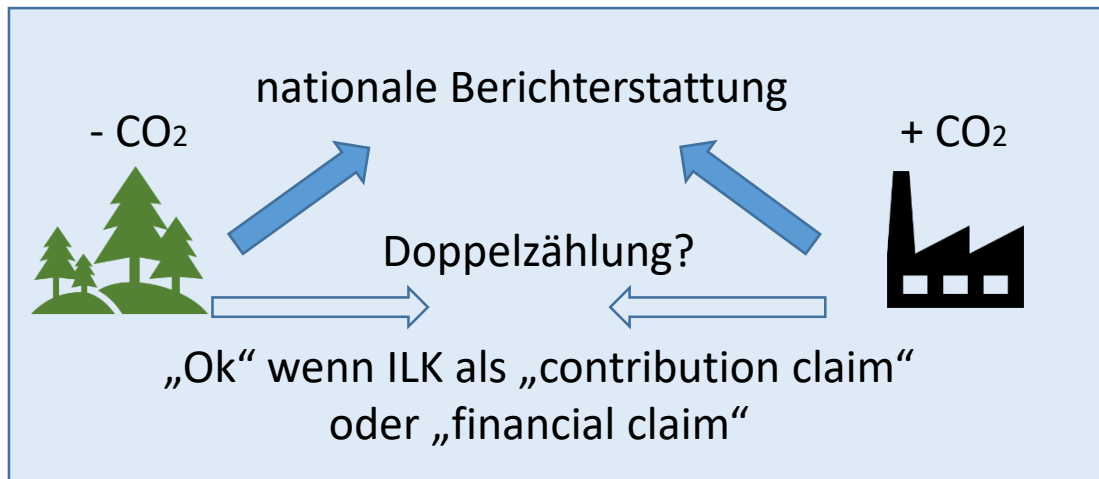 nationale Berichterstattung
- CO₂
+ CO₂
Doppelzählung?
„Ok“ wenn ILK als „contribution claim“
oder „financial claim“